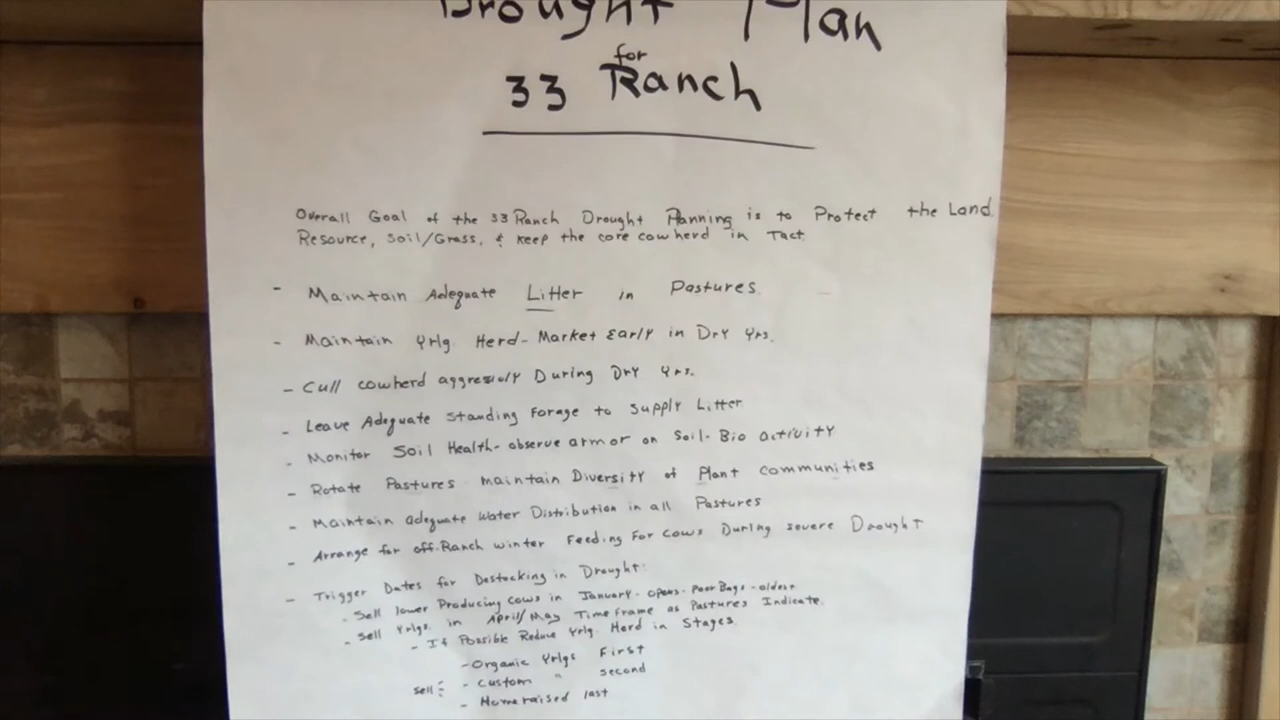 Drought Plan
for
33 Ranch
Overall Goal of the 33 Ranch Drought Planning is to Protect the Land
Resource, Soil/Grass, & keep the core cowherd in Tact.
- Maintain Adequate Litter in Pastures
- Maintain Yrlg. Herd - Market Early in Dry Yrs.
- Cull cowherd aggresivly During Dry Yrs.
- Leave Adequate Standing Forage to Supply Litter
- Monitor Soil Health - observe armor on Soil - Bio activity
- Rotate Pastures maintain Diversity of Plant communities
- Maintain adequate Water Distribution in all Pastures
- Arrange for off-Ranch winter Feeding For Cows During severe Drought
- Trigger Dates for Destocking in Drought:
- Sell lower Producing Cows in January - opens - Poor Bags - oldest
- Sell Yrlgs. in April/May Timeframe as Pastures Indicate.
- If Possible Reduce Yrlg. Herd in Stages.
- Organic Yrlgs First
Sell: - Custom " second
- Homeraised last